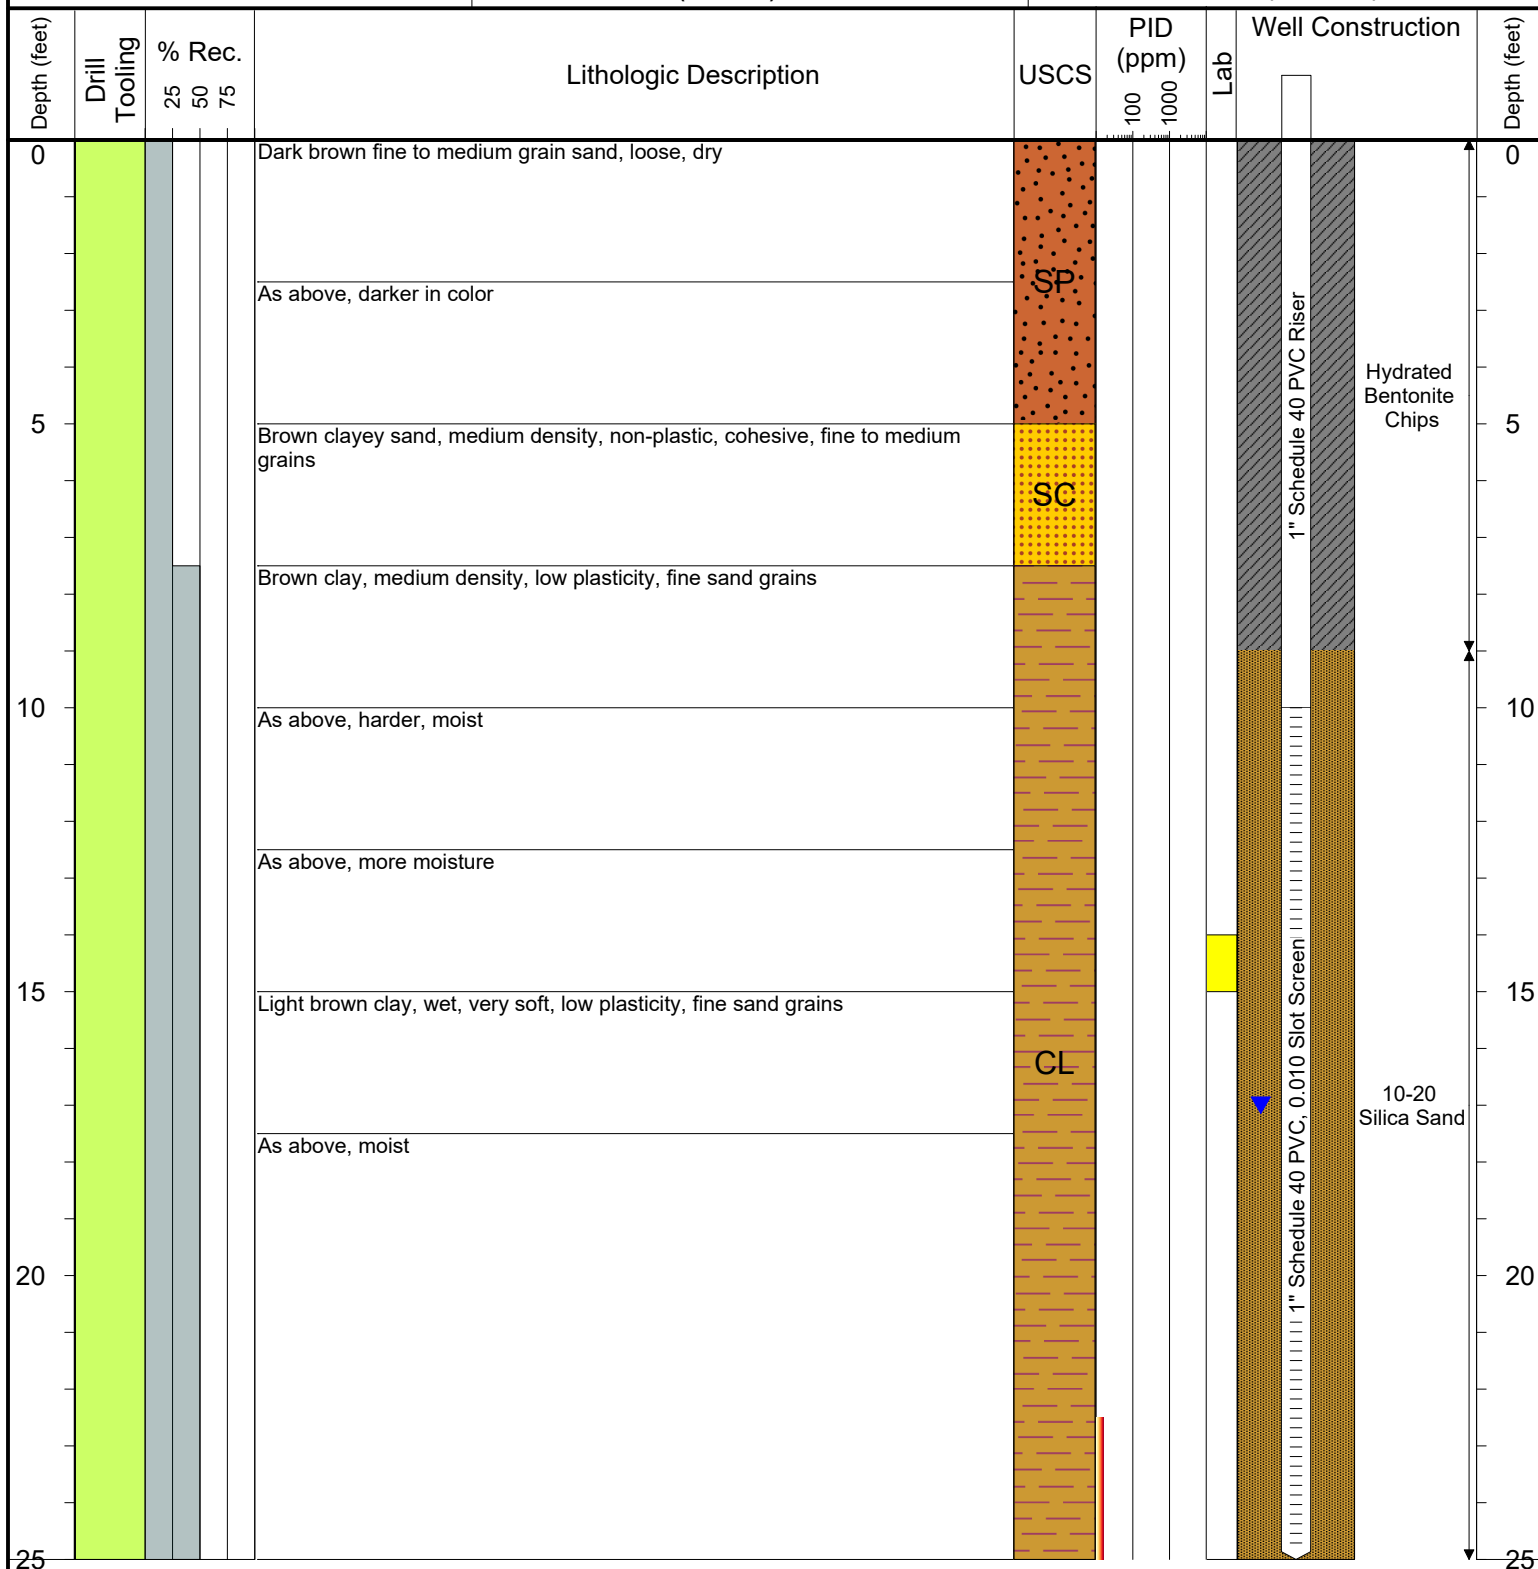 Depth (feet)
Drill
Tooling
% Rec.
25
50
75
Lithologic Description
USCS
PID
(ppm)
100
1000
Lab
Well Construction
Depth (feet)
0
Dark brown fine to medium grain sand, loose, dry
0
As above, darker in color
SP
1" Schedule 40 PVC Riser
Hydrated
Bentonite
Chips
5
5
Brown clayey sand, medium density, non-plastic, cohesive, fine to medium
grains
SC
Brown clay, medium density, low plasticity, fine sand grains
10
As above, harder, moist
10
As above, more moisture
15
Light brown clay, wet, very soft, low plasticity, fine sand grains
15
CL
1" Schedule 40 PVC, 0.010 Slot Screen
10-20
Silica Sand
As above, moist
20
20
25
25